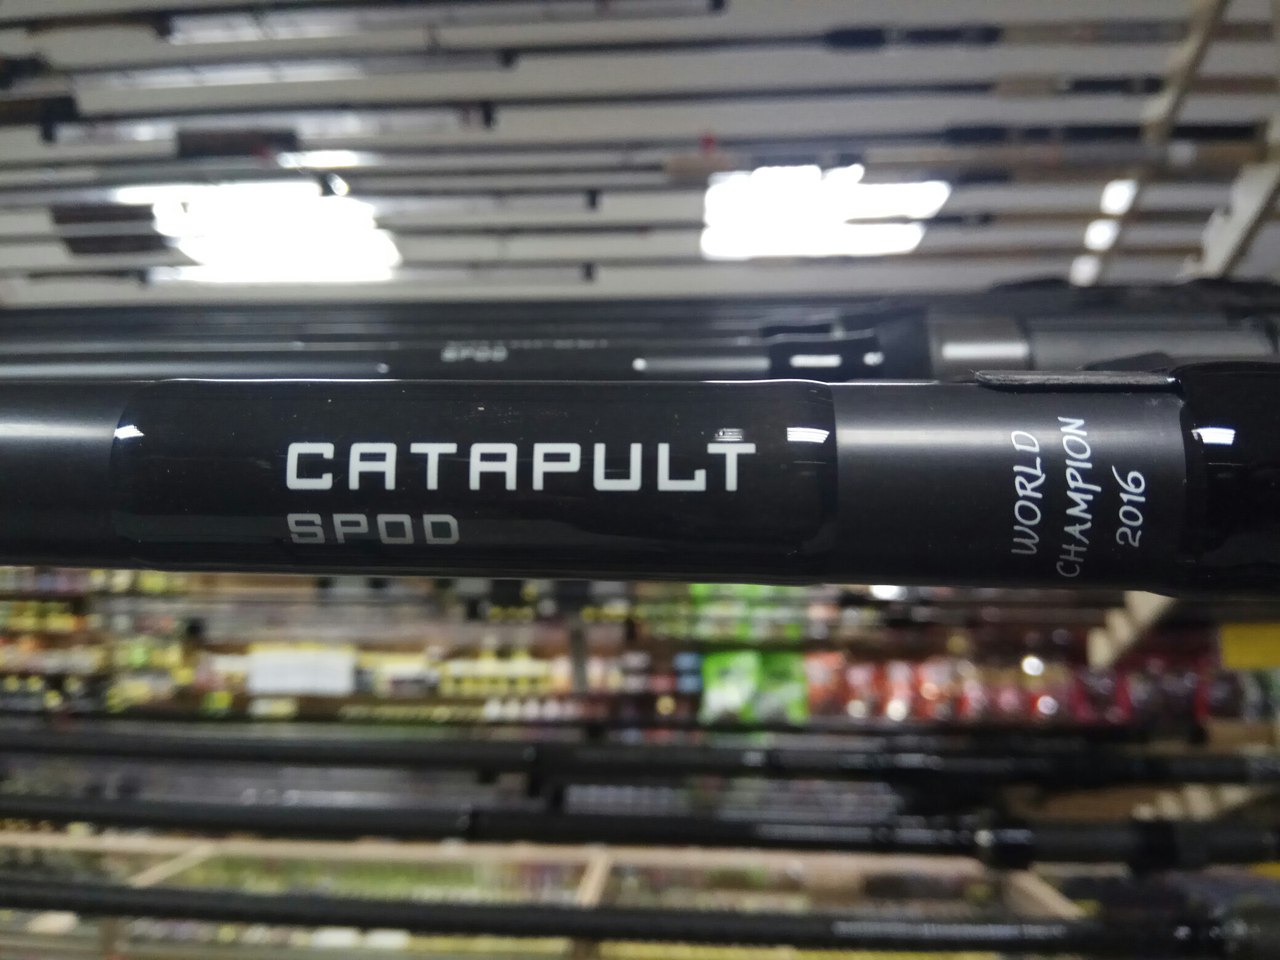 SPOD
CATAPULT
SPOD
WORLD
CHAMPION
2016